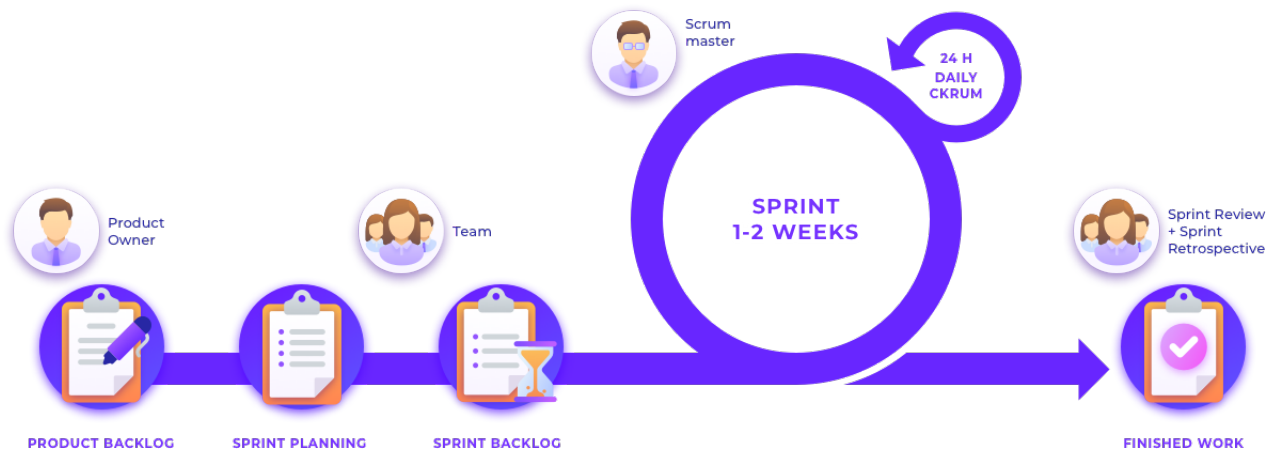 Scrum
master
24 H
DAILY
CKRUM
SPRINT
1-2 WEEKS
Product
Owner
Team
Sprint Review
+ Sprint
Retrospective
PRODUCT BACKLOG
SPRINT PLANNING
SPRINT BACKLOG
FINISHED WORK